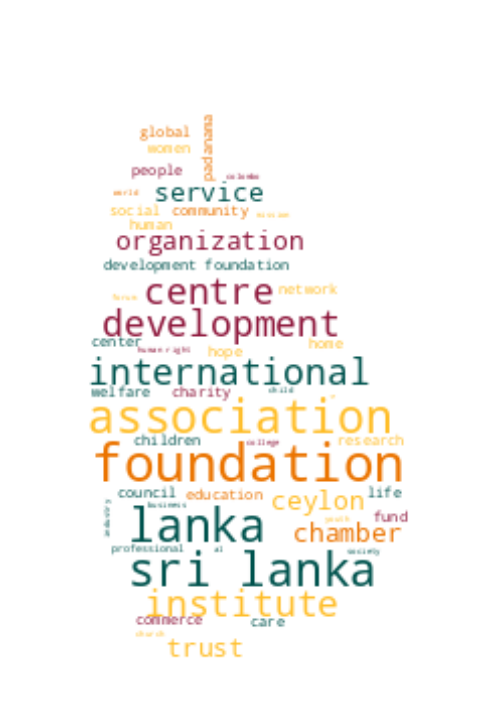 global
padanama
women
people
colombo
world
service
social community mission
human
organization
development foundation
centre network
forum
development
center
human right
hope
home
international
welfare charity child
association
children college research
foundation
council education ceylon life
business
industry
lanka youth fund
chamber
professional al society
sri lanka
institute
commerce care
church
trust